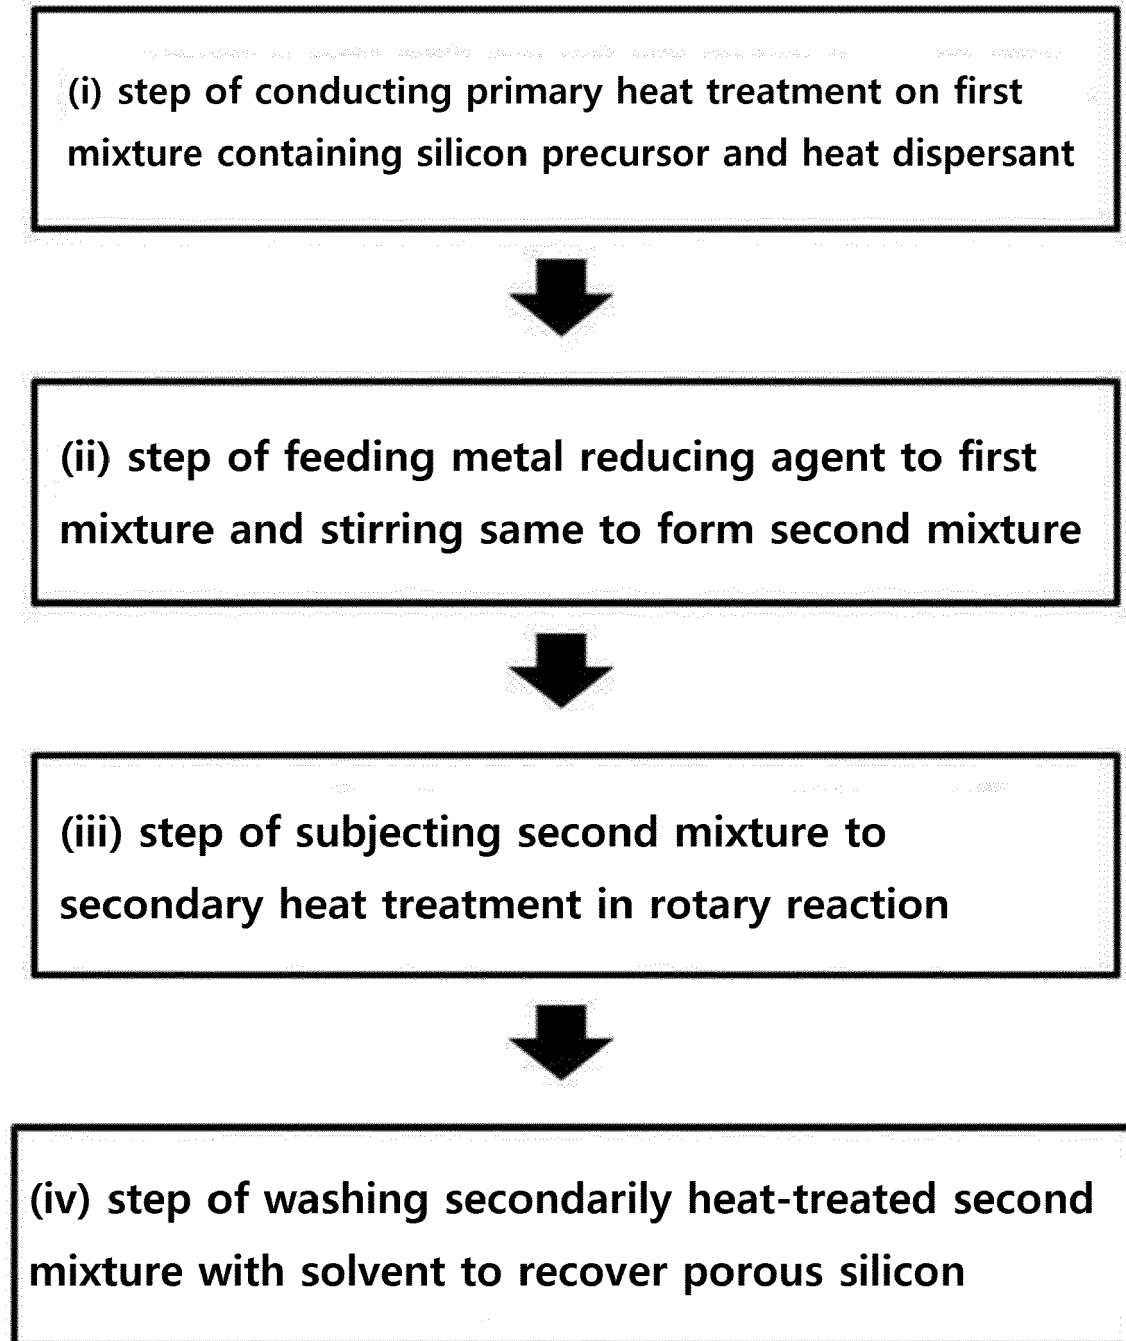 (i) step of conducting primary heat treatment on first
mixture containing silicon precursor and heat dispersant
(ii) step of feeding metal reducing agent to first
mixture and stirring same to form second mixture
(iii) step of subjecting second mixture to
secondary heat treatment in rotary reaction
(iv) step of washing secondarily heat-treated second
mixture with solvent to recover porous silicon